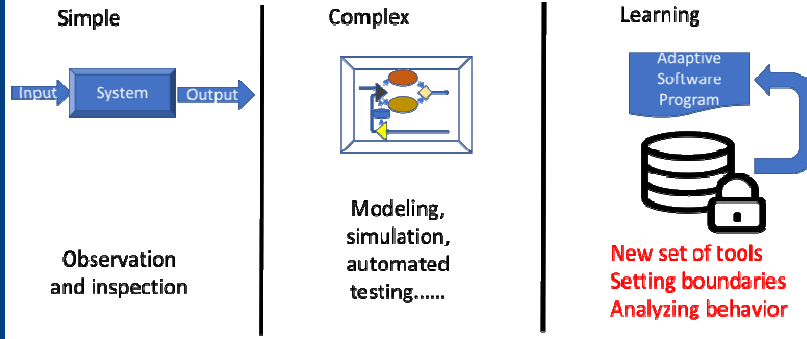 Simple
Input
System
Output
Observation
and inspection
Complex
Modeling,
simulation,
automated
testing......
Learning
Adaptive
Software
Program
New set of tools
Setting boundaries
Analyzing behavior